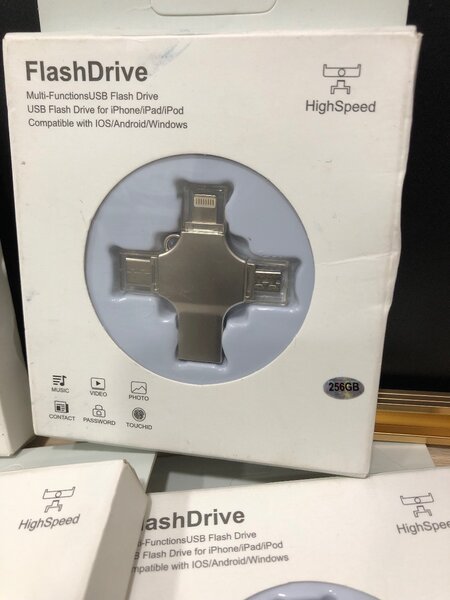 FlashDrive
Multi-FunctionsUSB Flash Drive
USB Flash Drive for iPhone/iPad/iPod
Compatible with IOS/Android/Windows
HighSpeed
MUSIC
VIDEO
PHOTO
CONTACT
PASSWORD
TOUCHID
256GB
HighSpeed
lashDrive
ti-FunctionsUSB Flash Drive
B Flash Drive for iPhone/iPad/iPod
mpatible with IOS/Android/Windows
HighSpeed